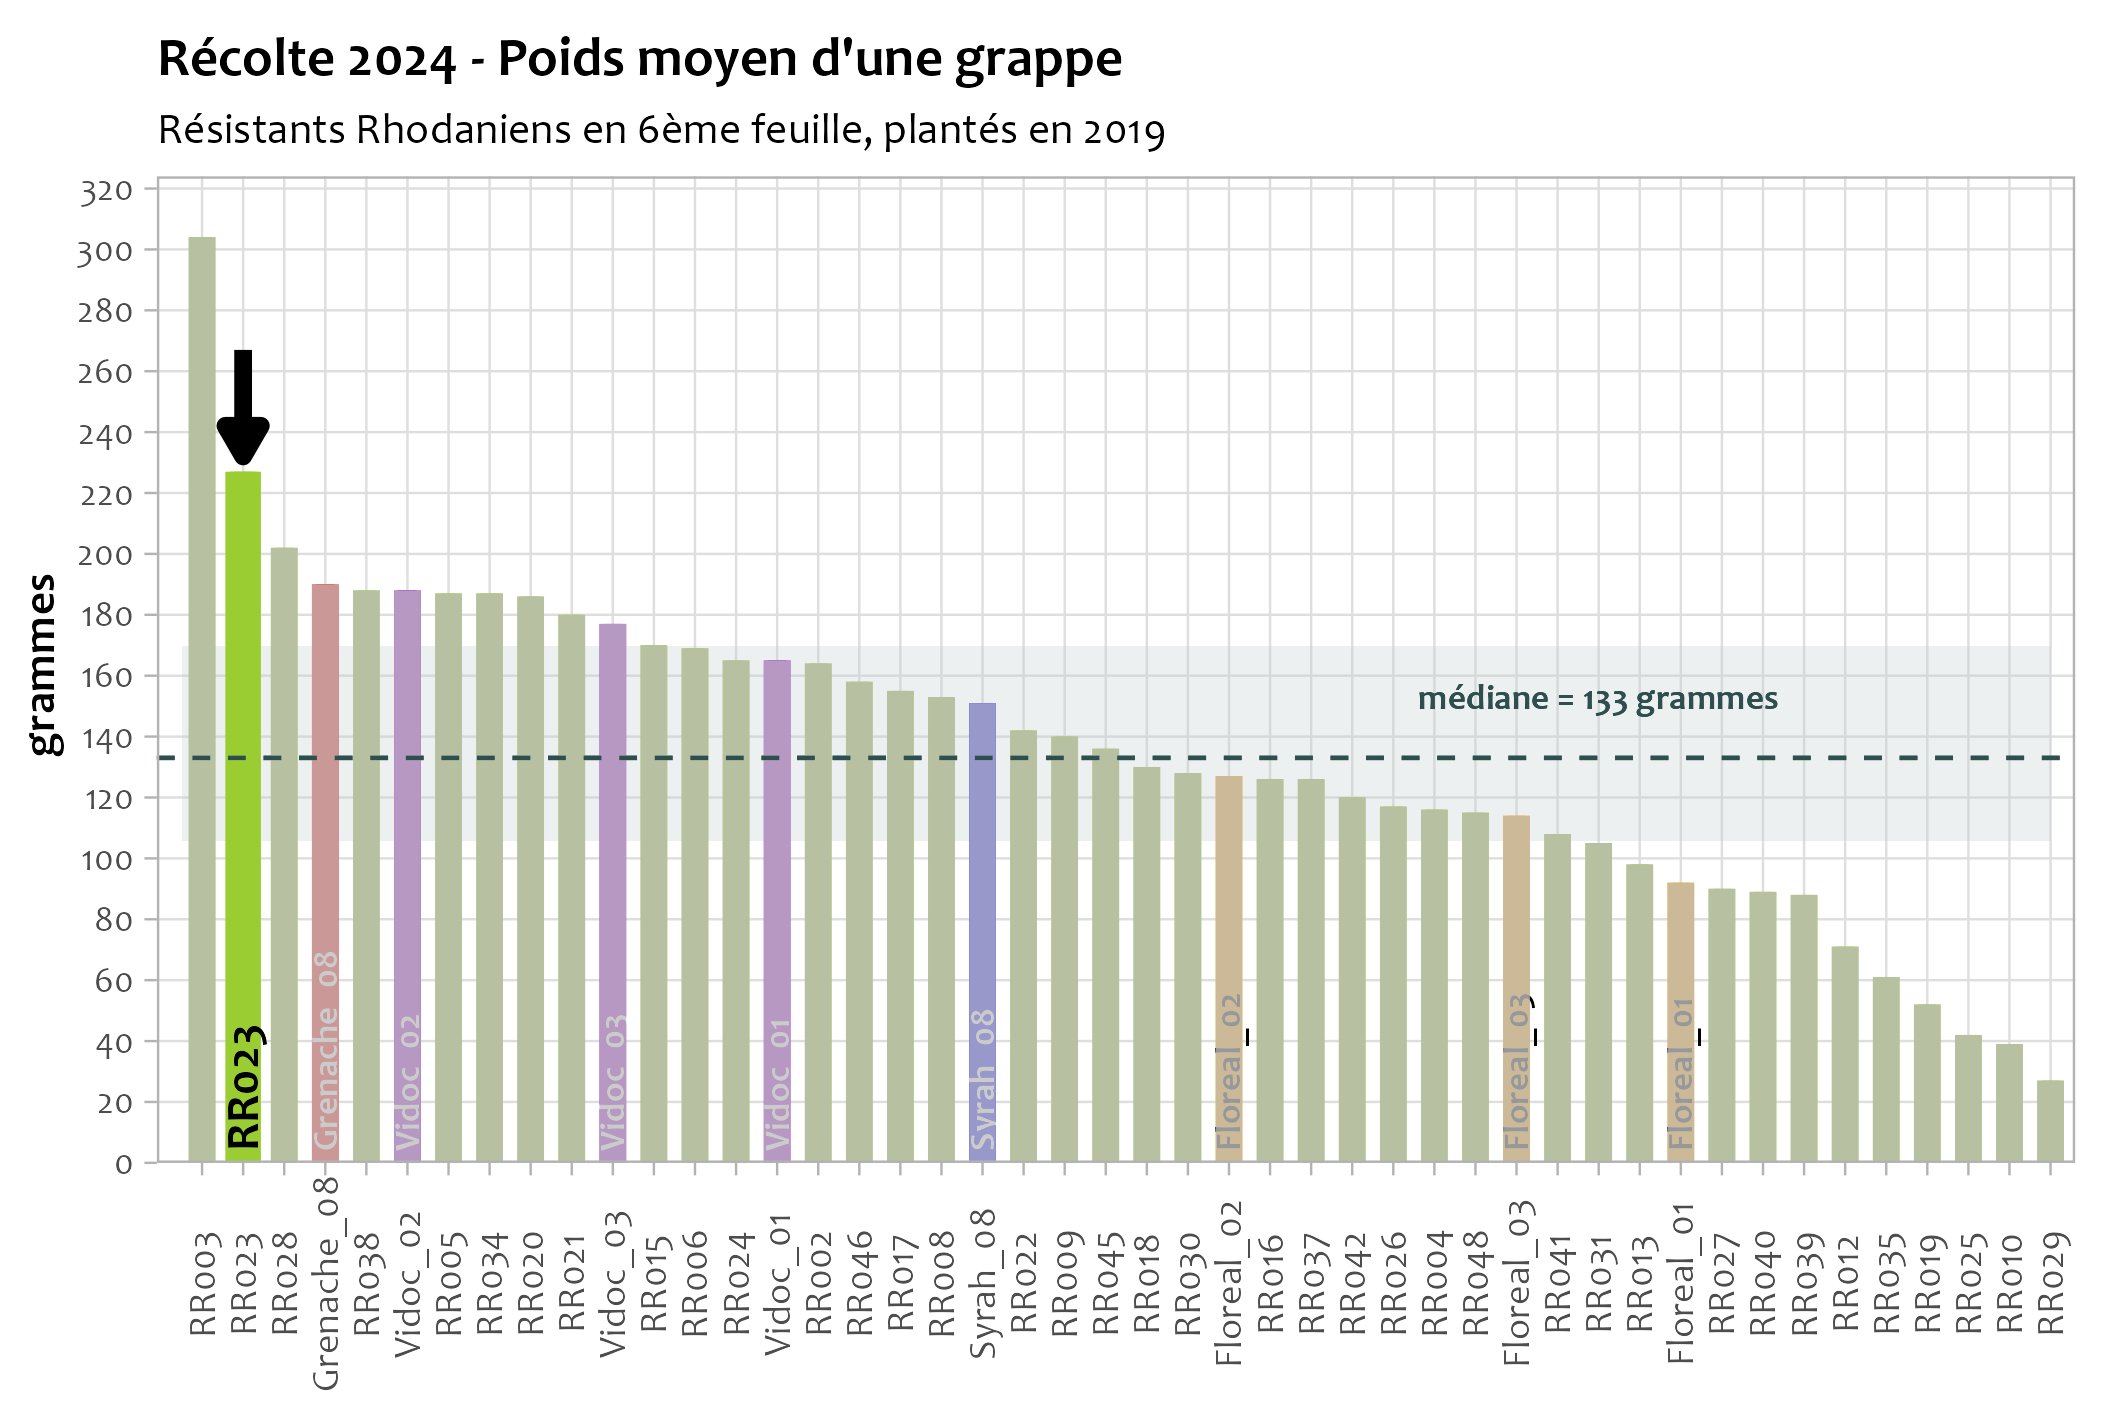 Récolte 2024 - Poids moyen d'une grappe
Résistants Rhodaniens en 6ème feuille, plantés en 2019
grammes
320
300
280
260
240
220
200
180
160
140
120
100
80
60
40
20
0
médiane = 133 grammes
RR023
Grenache_08
Vidoc_02
Vidoc_03
Vidoc_01
Syrah_08
Floreal_02
Floreal_03
Floreal_01
RR003
RR023
RR028
Grenache_08
RR038
Vidoc_02
RR005
RR034
RR020
RR021
Vidoc_03
RR015
RR006
RR024
Vidoc_01
RR002
RR046
RR017
RR008
Syrah_08
RR022
RR009
RR045
RR018
RR030
Floreal_02
RR016
RR037
RR042
RR026
RR004
RR048
Floreal_03
RR041
RR031
RR013
Floreal_01
RR027
RR040
RR039
RR012
RR035
RR019
RR025
RR010
RR029